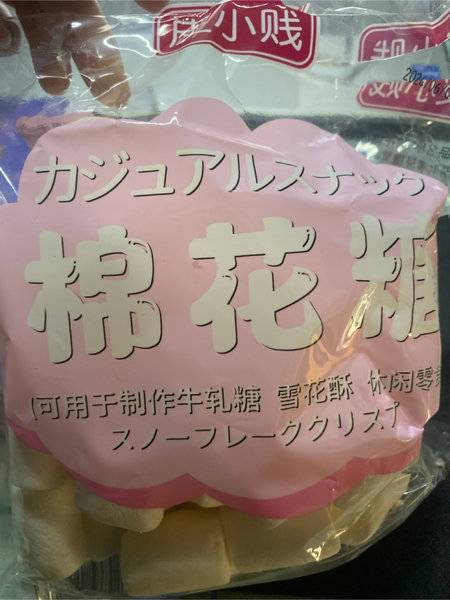 小贱
カジュアルスナック
棉花糖
(可用于制作牛轧糖 雪花酥 休闲零
スノーフレーククリスプ